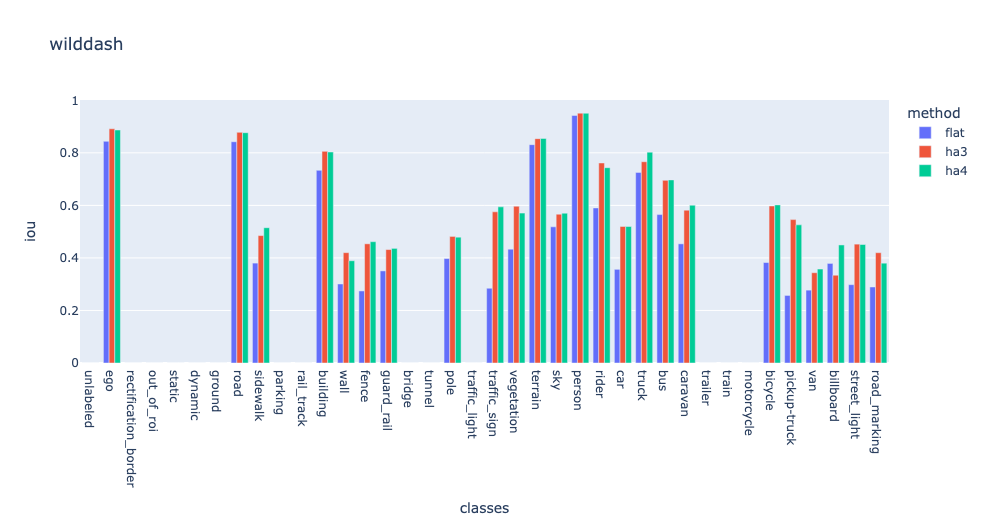 wilddash
1
0.8
0.6
0.4
0.2
0
iou
unlabeled
ego
rectification_border
out_of_roi
static
dynamic
ground
road
sidewalk
parking
rail_track
building
wall
fence
guard_rail
bridge
tunnel
pole
traffic_light
traffic_sign
vegetation
terrain
sky
person
rider
car
truck
bus
caravan
trailer
train
motorcycle
bicycle
pickup-truck
van
billboard
street_light
road_marking
classes
method
flat
ha3
ha4